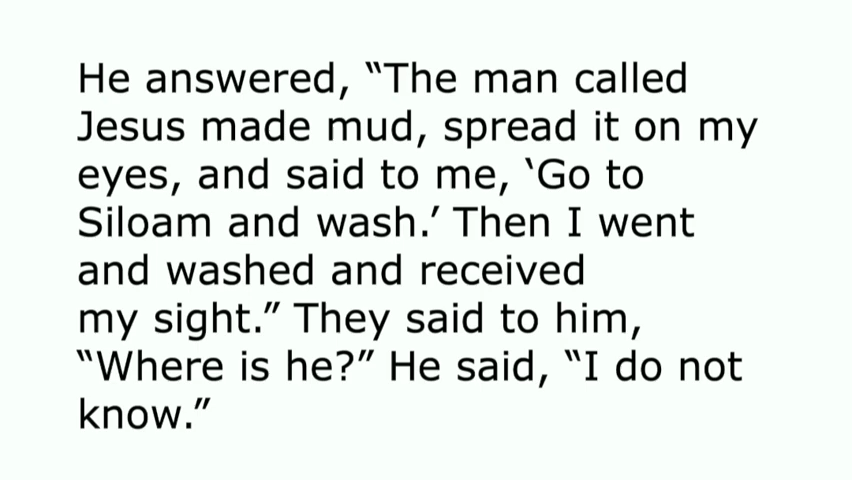 He answered, “The man called
Jesus made mud, spread it on my
eyes, and said to me, ‘Go to
Siloam and wash.’ Then I went
and washed and received
my sight.” They said to him,
“Where is he?” He said, “I do not
know.”